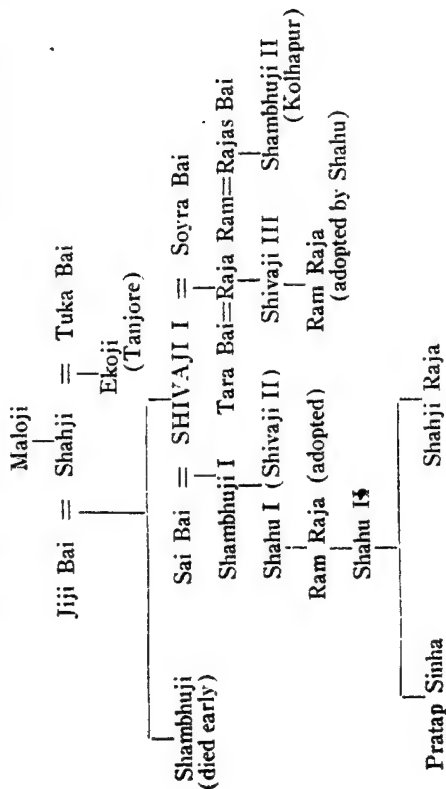 Maloji
Jiji Bai = Shahji = Tuka Bai
Ekoji
(Tanjore)
Shambhuji Sai Bai = SHIVAJI I = Soyra Bai
(died early)
Shambhuji I Tara Bai=Raja Ram=Rajas Bai
Shahu I (Shivaji II) Shivaji III Shambhuji II
(Kolhapur)
Ram Raja (adopted) Ram Raja
(adopted by Shahu)
Shahu II
Pratap Sinha Shahji Raja